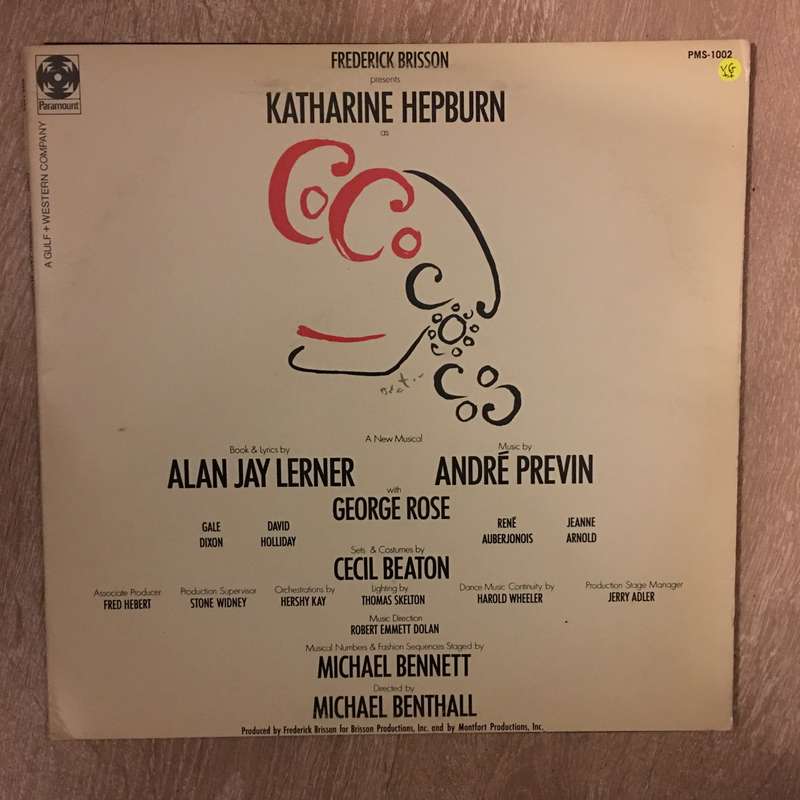 FREDERICK BRISSON
presents
KATHARINE HEPBURN
as
PMS-1002
VG
Paramount
A GULF + WESTERN COMPANY
COCO
A New Musical
Book & Lyrics by
ALAN JAY LERNER
Music by
ANDRÉ PREVIN
with
GEORGE ROSE
GALE DIXON
DAVID HOLLIDAY
RENÉ AUBERJONOIS
JEANNE ARNOLD
Sets & Costumes by
CECIL BEATON
Associate Producer
FRED HEBERT
Production Supervisor
STONE WIDNEY
Orchestrations by
HERSHY KAY
Lighting by
THOMAS SKELTON
Dance Music Continuity by
HAROLD WHEELER
Production Stage Manager
JERRY ADLER
Music Direction
ROBERT EMMETT DOLAN
Musical Numbers & Fashion Sequences Staged by
MICHAEL BENNETT
Directed by
MICHAEL BENTHALL
Produced by Frederick Brisson for Brisson Productions, Inc. and by Montfort Productions, Inc.